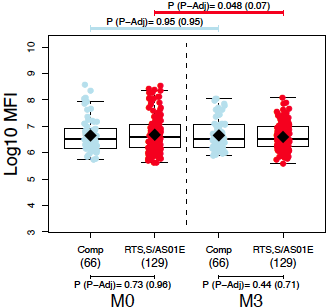 P (P-Adj)= 0.048 (0.07)
P (P-Adj)= 0.95 (0.95)
Log10 MFI
10
9
8
7
6
5
4
3
Comp RTS,S/AS01E Comp RTS,S/AS01E
(66) (129) (66) (129)
P (P-Adj)= 0.73 (0.96) P (P-Adj)= 0.44 (0.71)
M0 M3